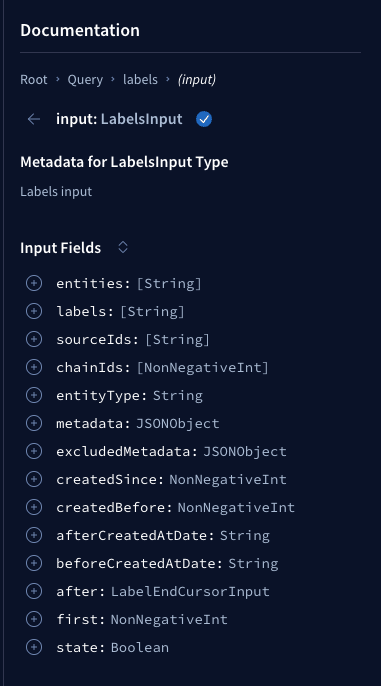 Documentation
Root > Query > labels > (input)
← input: LabelsInput
Metadata for LabelsInput Type
Labels input
Input Fields
entities: [String]
labels: [String]
sourceIds: [String]
chainIds: [NonNegativeInt]
entityType: String
metadata: JSONObject
excludedMetadata: JSONObject
createdSince: NonNegativeInt
createdBefore: NonNegativeInt
afterCreatedAtDate: String
beforeCreatedAtDate: String
after: LabelEndCursorInput
first: NonNegativeInt
state: Boolean